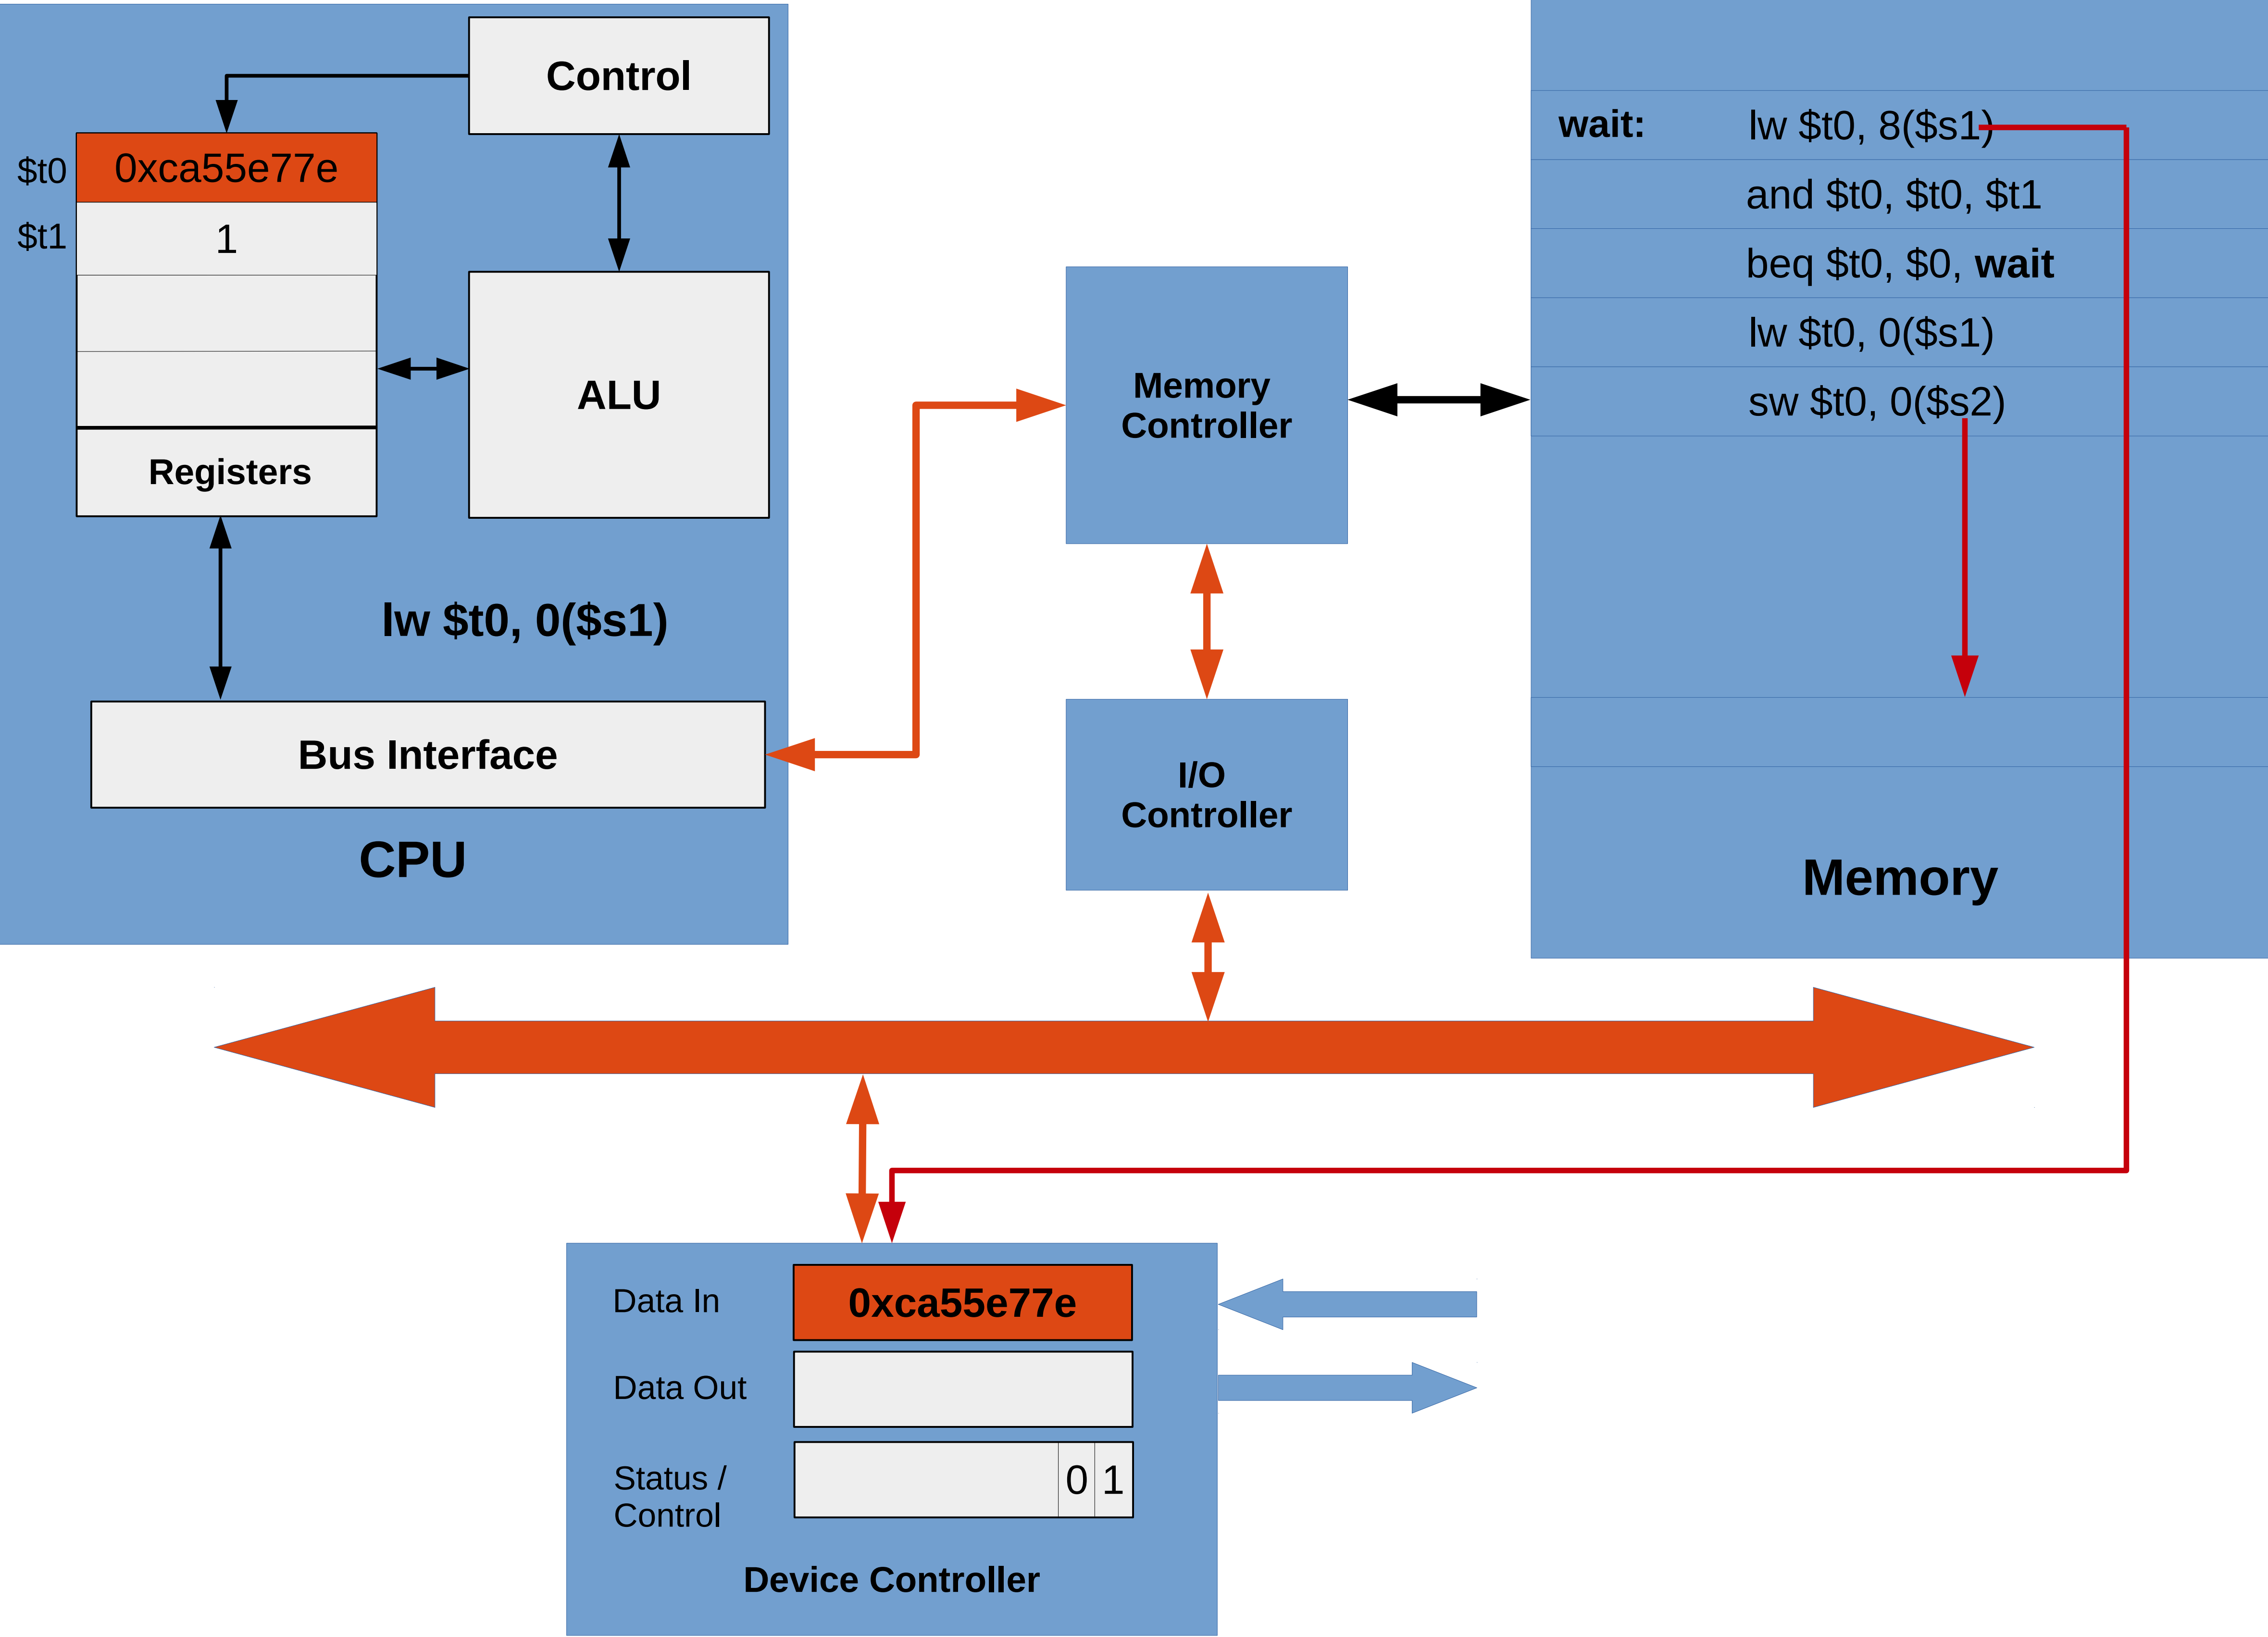 Control
$t0
0xca55e77e
$t1
1
ALU
Registers
lw $t0, 0($s1)
Bus Interface
CPU
Memory
Controller
I/O
Controller
wait: lw $t0, 8($s1)
and $t0, $t0, $t1
beq $t0, $0, wait
lw $t0, 0($s1)
sw $t0, 0($s2)
Memory
Data In 0xca55e77e
Data Out
Status /
Control
0 1
Device Controller